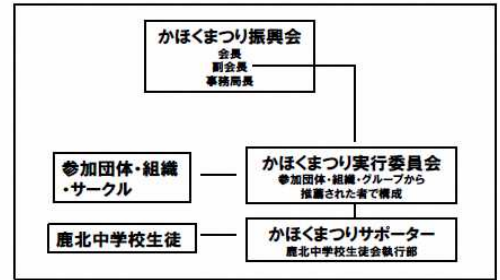 かほくまつり振興会
会長
副会長
事務局長
参加団体・組織
・サークル
かほくまつり実行委員会
参加団体・組織・グループから
推薦された者で構成
鹿北中学校生徒
かほくまつりサポーター
鹿北中学校生徒会執行部